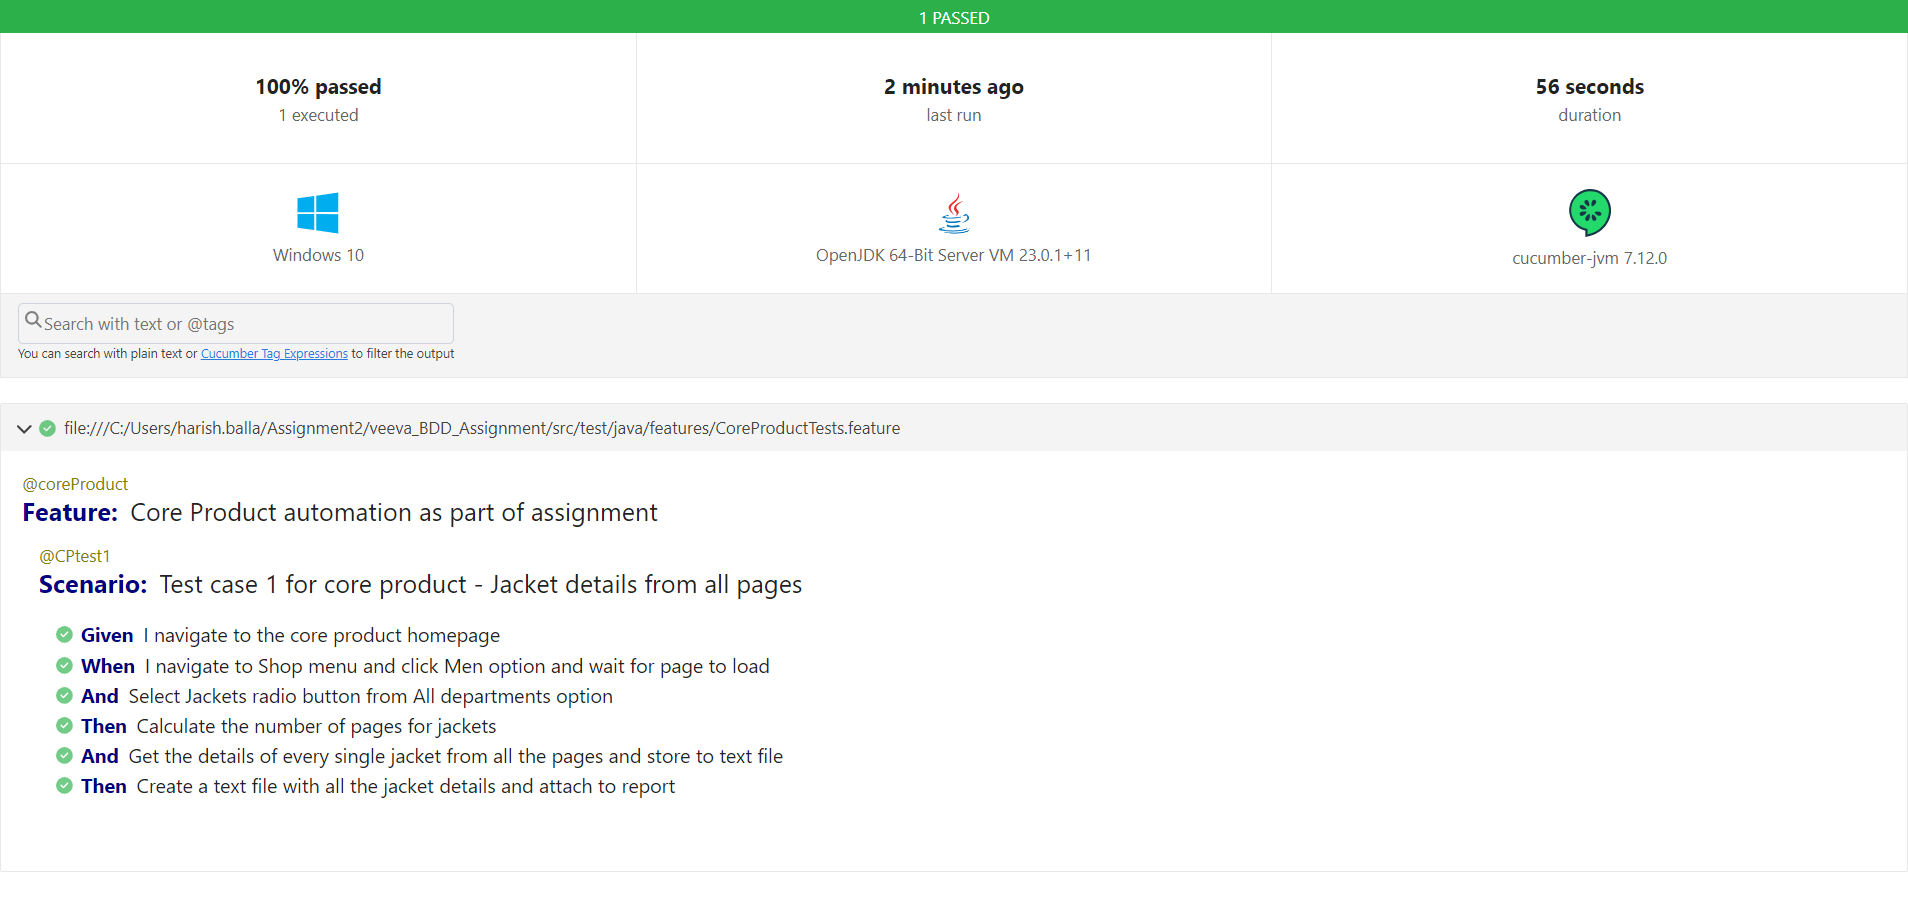 1 PASSED
100% passed
1 executed
2 minutes ago
last run
56 seconds
duration
Windows 10
OpenJDK 64-Bit Server VM 23.0.1+11
cucumber-jvm 7.12.0
Search with text or @tags
You can search with plain text or Cucumber Tag Expressions to filter the output
file:///C:/Users/harish.balla/Assignment2/veeva_BDD_Assignment/src/test/java/features/CoreProductTests.feature
@coreProduct
Feature: Core Product automation as part of assignment
@CPtest1
Scenario: Test case 1 for core product - Jacket details from all pages
Given I navigate to the core product homepage
When I navigate to Shop menu and click Men option and wait for page to load
And Select Jackets radio button from All departments option
Then Calculate the number of pages for jackets
And Get the details of every single jacket from all the pages and store to text file
Then Create a text file with all the jacket details and attach to report